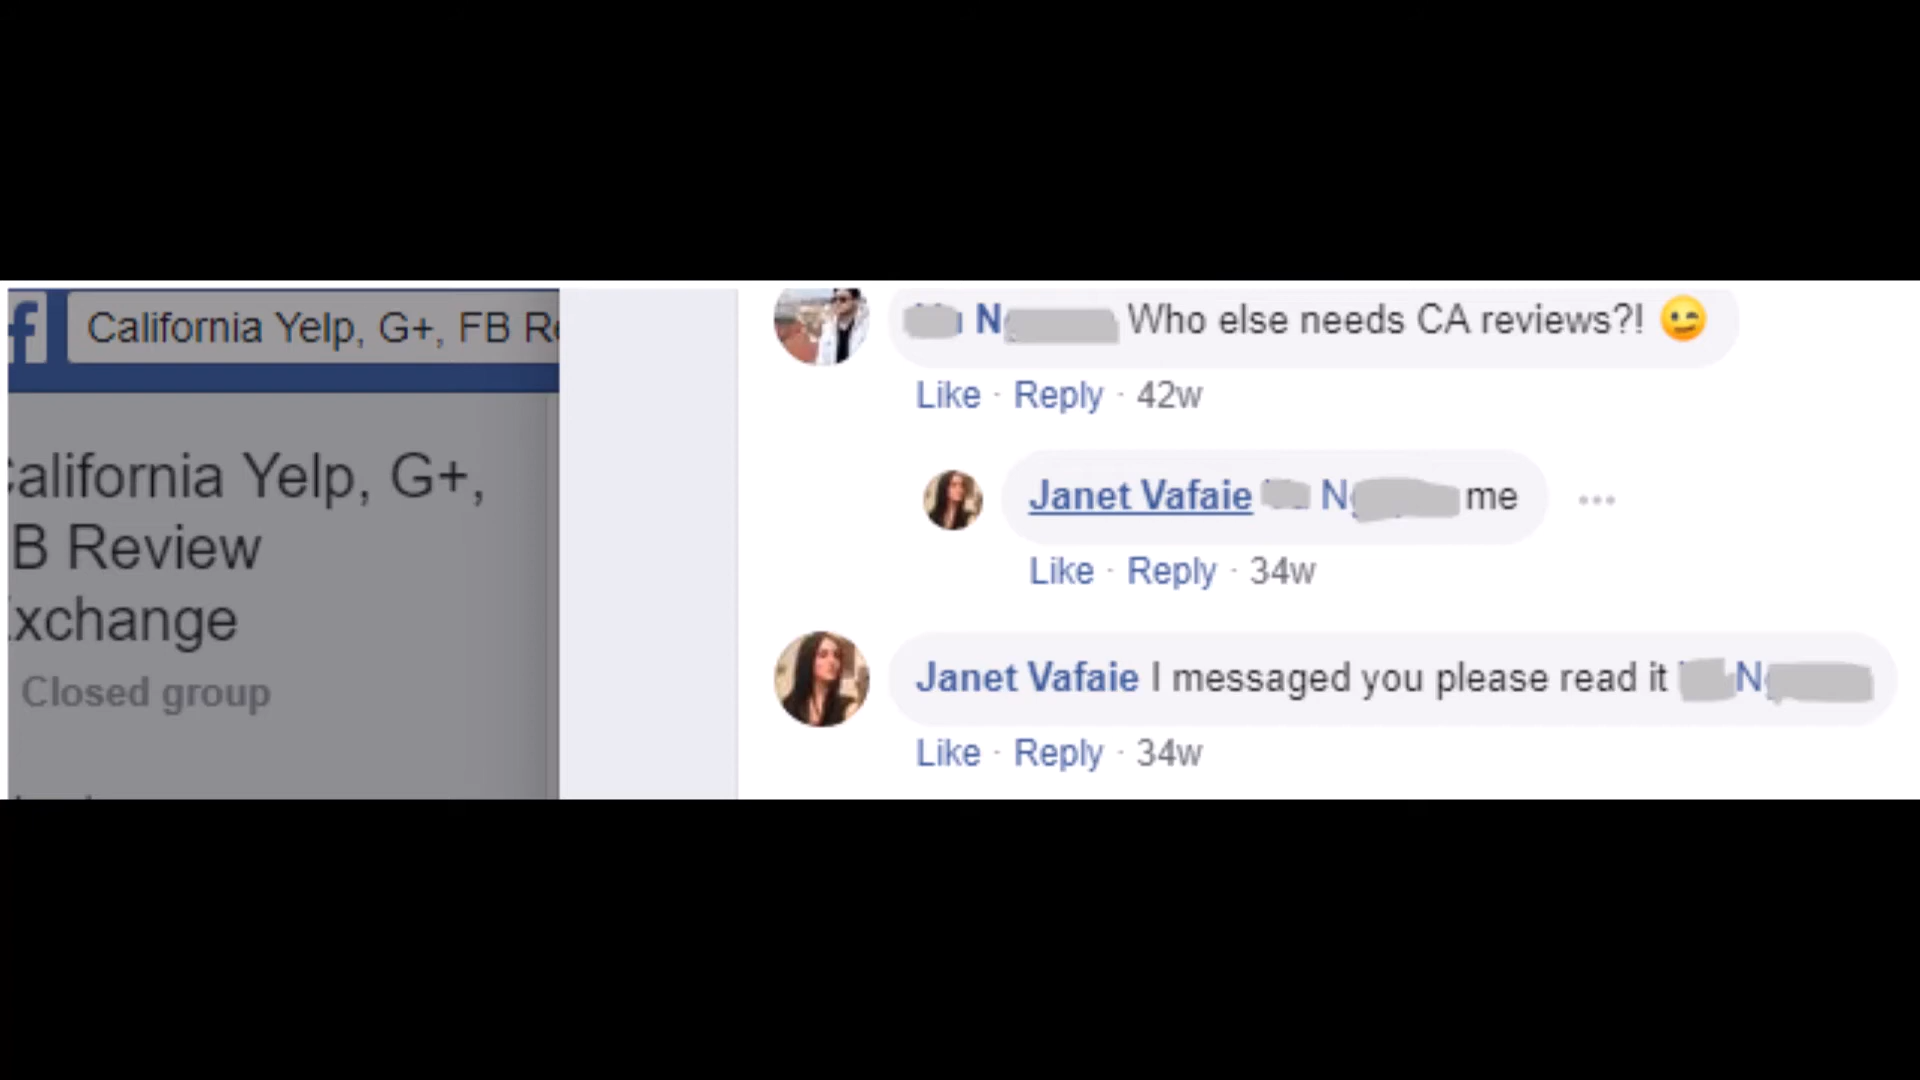 California Yelp, G+, FB
alifornia Yelp, G+,
B Review
xchange
Closed group
N Who else needs CA reviews?! 😉
Like · Reply · 42w
Janet Vafaie N me
Like · Reply · 34w
Janet Vafaie I messaged you please read it N
Like · Reply · 34w